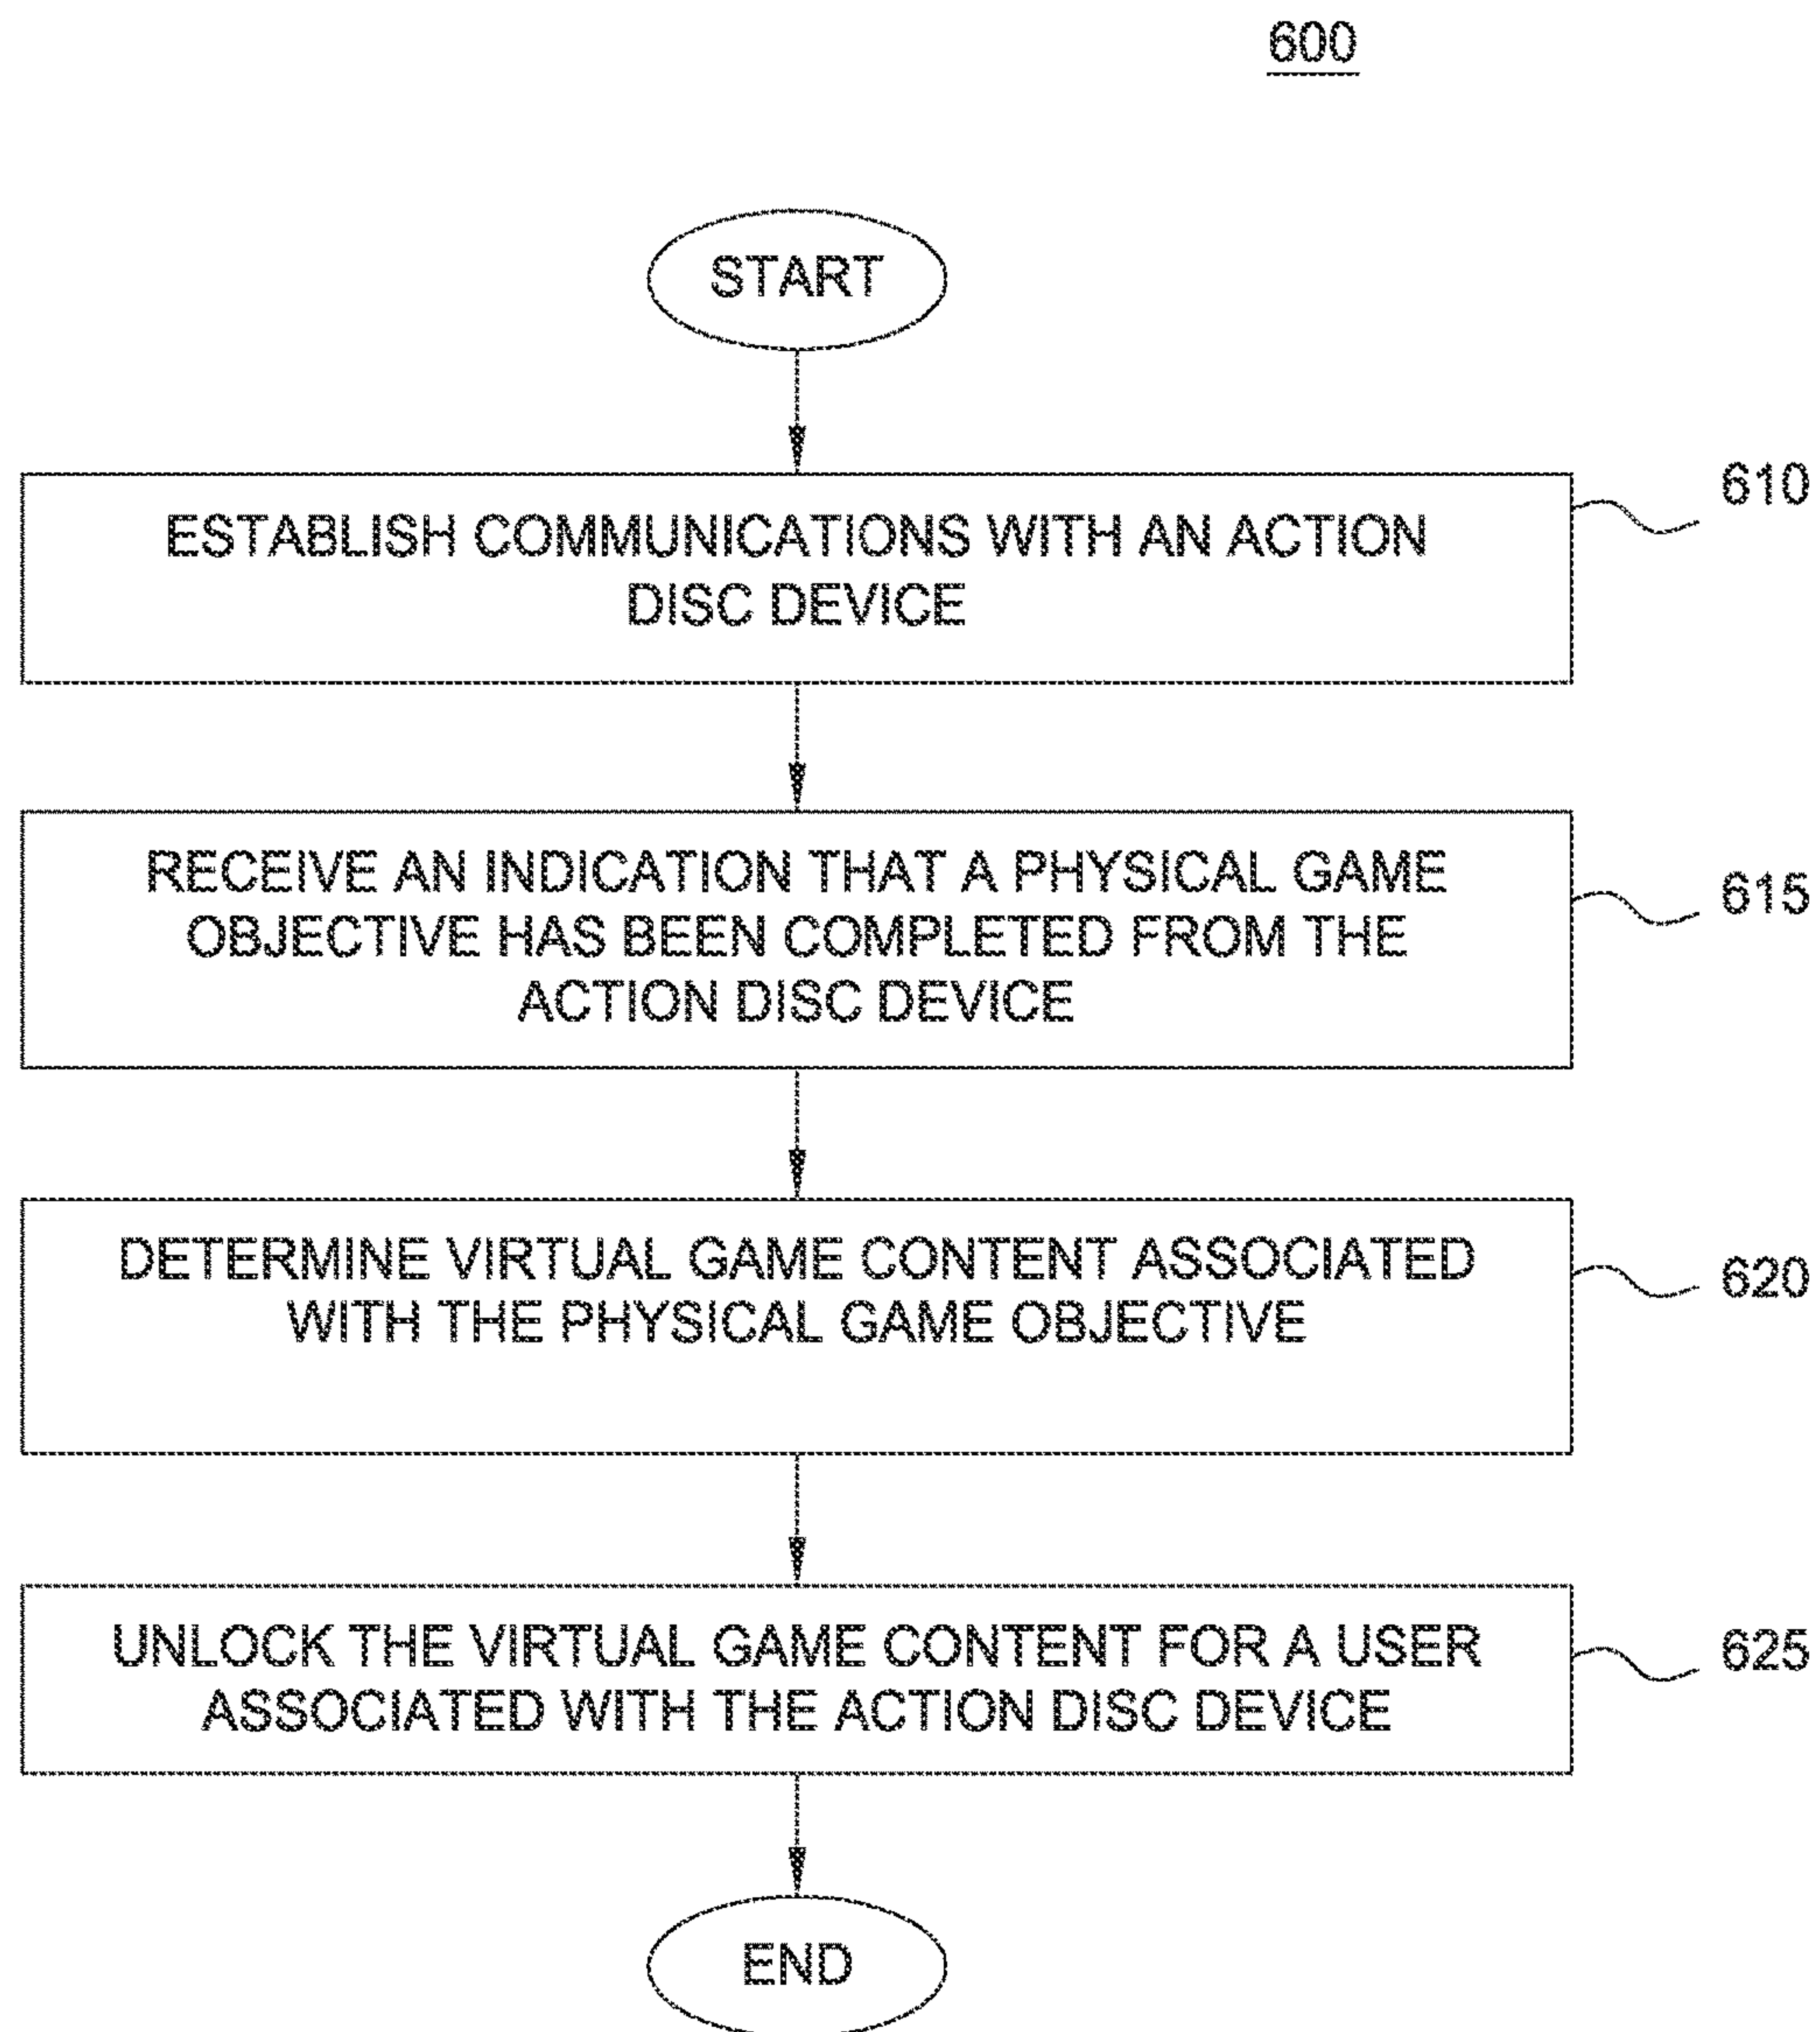 600
START
ESTABLISH COMMUNICATIONS WITH AN ACTION
DISC DEVICE
610
RECEIVE AN INDICATION THAT A PHYSICAL GAME
OBJECTIVE HAS BEEN COMPLETED FROM THE
ACTION DISC DEVICE
615
DETERMINE VIRTUAL GAME CONTENT ASSOCIATED
WITH THE PHYSICAL GAME OBJECTIVE
620
UNLOCK THE VIRTUAL GAME CONTENT FOR A USER
ASSOCIATED WITH THE ACTION DISC DEVICE
625
END